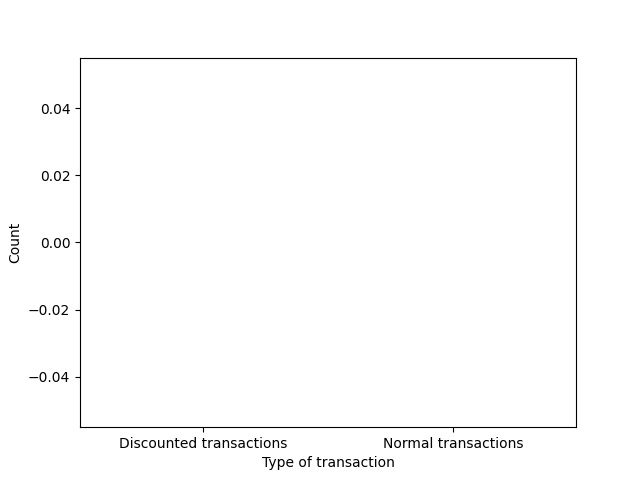 0.04
0.02
0.00
−0.02
−0.04
Count
Discounted transactions
Normal transactions
Type of transaction